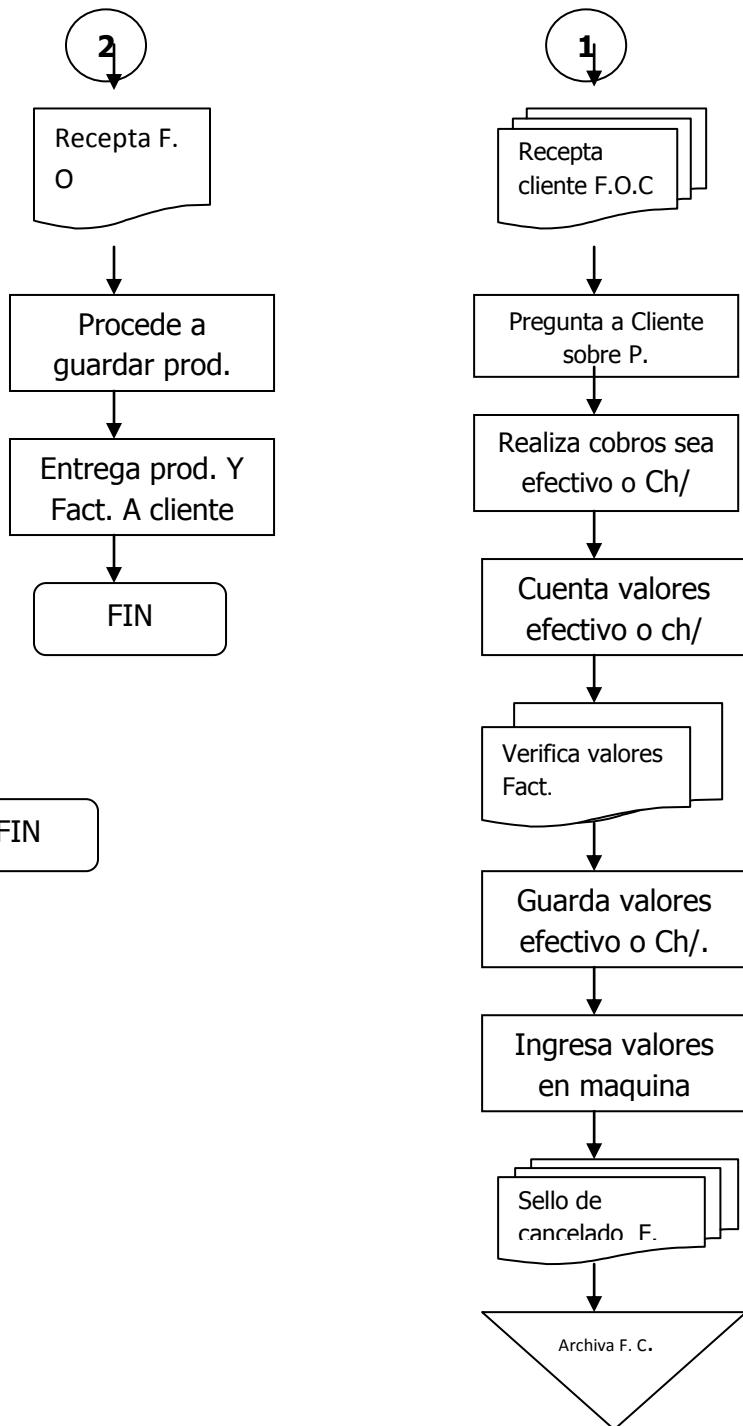 2
Recepta F.
O
Procede a
guardar prod.
Entrega prod. Y
Fact. A cliente
FIN
FIN
1
Recepta
cliente F.O.C
Pregunta a Cliente
sobre P.
Realiza cobros sea
efectivo o Ch/
Cuenta valores
efectivo o ch/
Verifica valores
Fact.
Guarda valores
efectivo o Ch/.
Ingresa valores
en maquina
Sello de
cancelado F.
Archiva F. C.